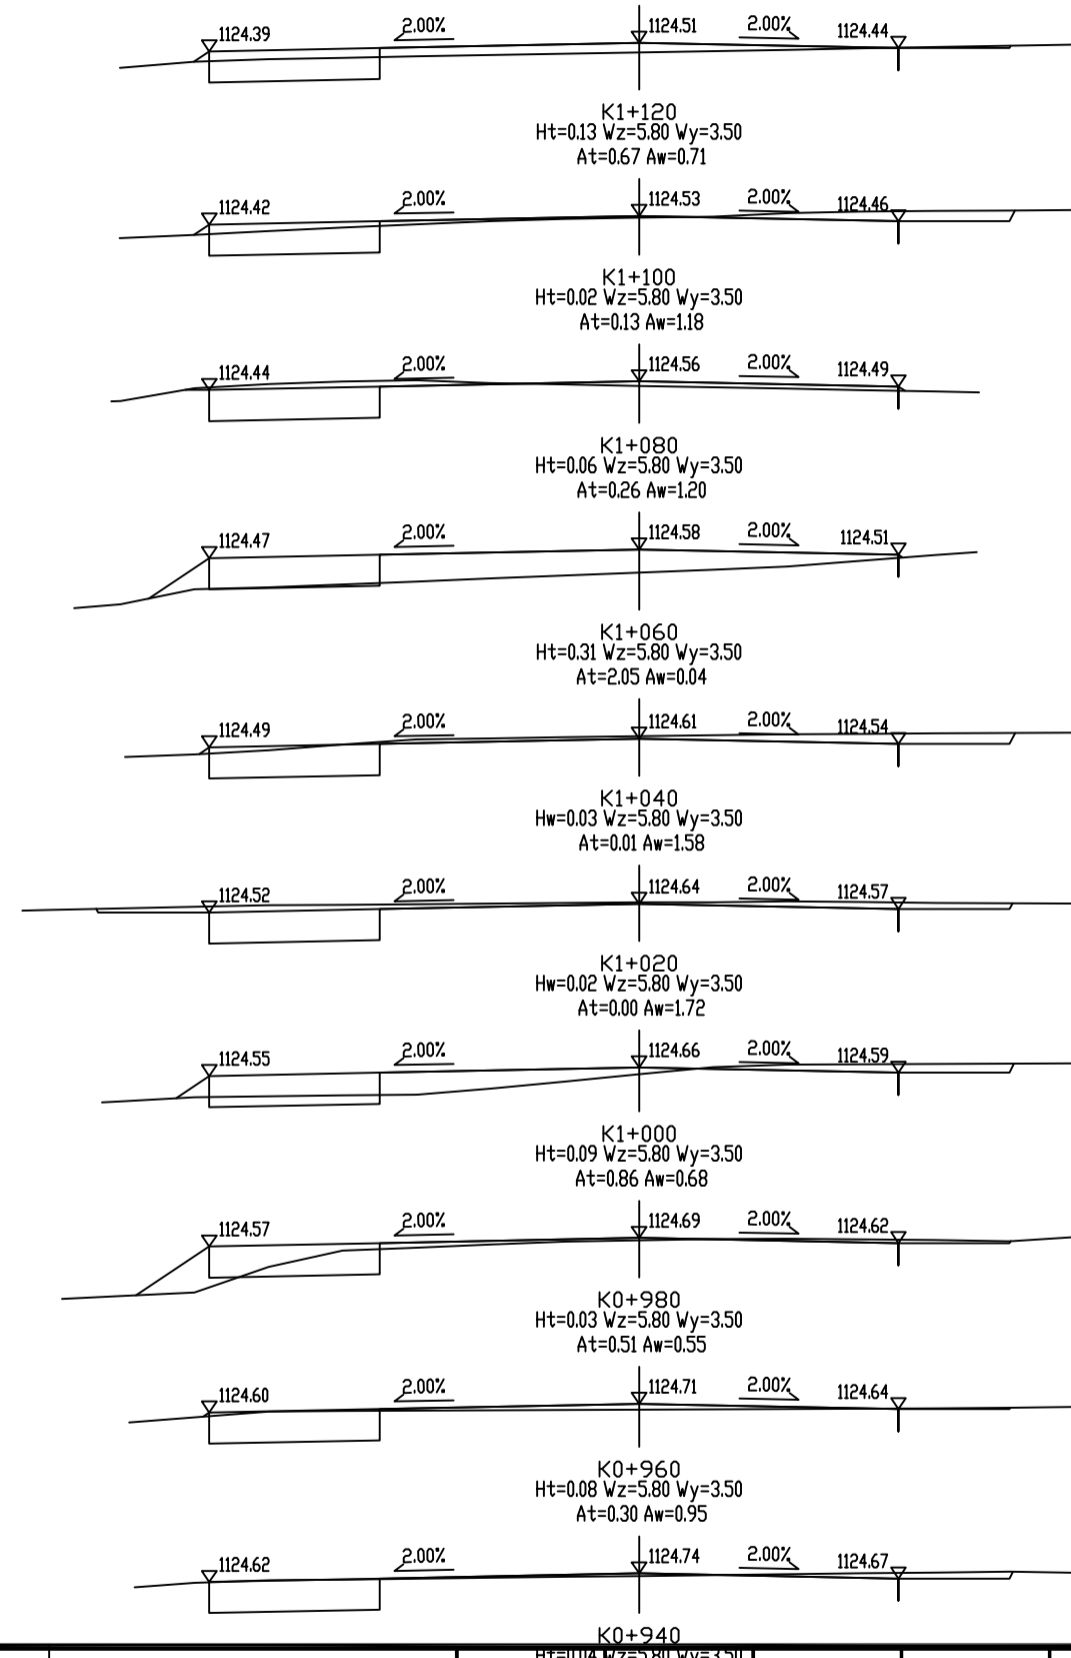 1124.39 2.00% 1124.51 2.00% 1124.44
K1+120
Ht=0.13 Wz=5.80 Wy=3.50
At=0.67 Aw=0.71
1124.42 2.00% 1124.53 2.00% 1124.46
K1+100
Ht=0.02 Wz=5.80 Wy=3.50
At=0.13 Aw=1.18
1124.44 2.00% 1124.56 2.00% 1124.49
K1+080
Ht=0.06 Wz=5.80 Wy=3.50
At=0.26 Aw=1.20
1124.47 2.00% 1124.58 2.00% 1124.51
K1+060
Ht=0.31 Wz=5.80 Wy=3.50
At=2.05 Aw=0.04
1124.49 2.00% 1124.61 2.00% 1124.54
K1+040
Hw=0.03 Wz=5.80 Wy=3.50
At=0.01 Aw=1.58
1124.52 2.00% 1124.64 2.00% 1124.57
K1+020
Hw=0.02 Wz=5.80 Wy=3.50
At=0.00 Aw=1.72
1124.55 2.00% 1124.66 2.00% 1124.59
K1+000
Ht=0.09 Wz=5.80 Wy=3.50
At=0.86 Aw=0.68
1124.57 2.00% 1124.69 2.00% 1124.62
K0+980
Ht=0.03 Wz=5.80 Wy=3.50
At=0.51 Aw=0.55
1124.60 2.00% 1124.71 2.00% 1124.64
K0+960
Ht=0.08 Wz=5.80 Wy=3.50
At=0.30 Aw=0.95
1124.62 2.00% 1124.74 2.00% 1124.67
K0+940
Ht=0.04 Wz=5.80 Wy=3.50